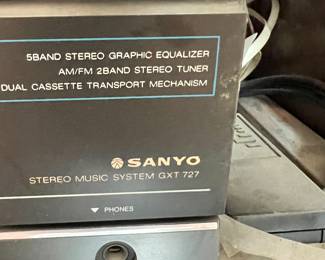 5BAND STEREO GRAPHIC EQUALIZER
AM/FM 2BAND STEREO TUNER
DUAL CASSETTE TRANSPORT MECHANISM
SANYO
STEREO MUSIC SYSTEM GXT 727
PHONES